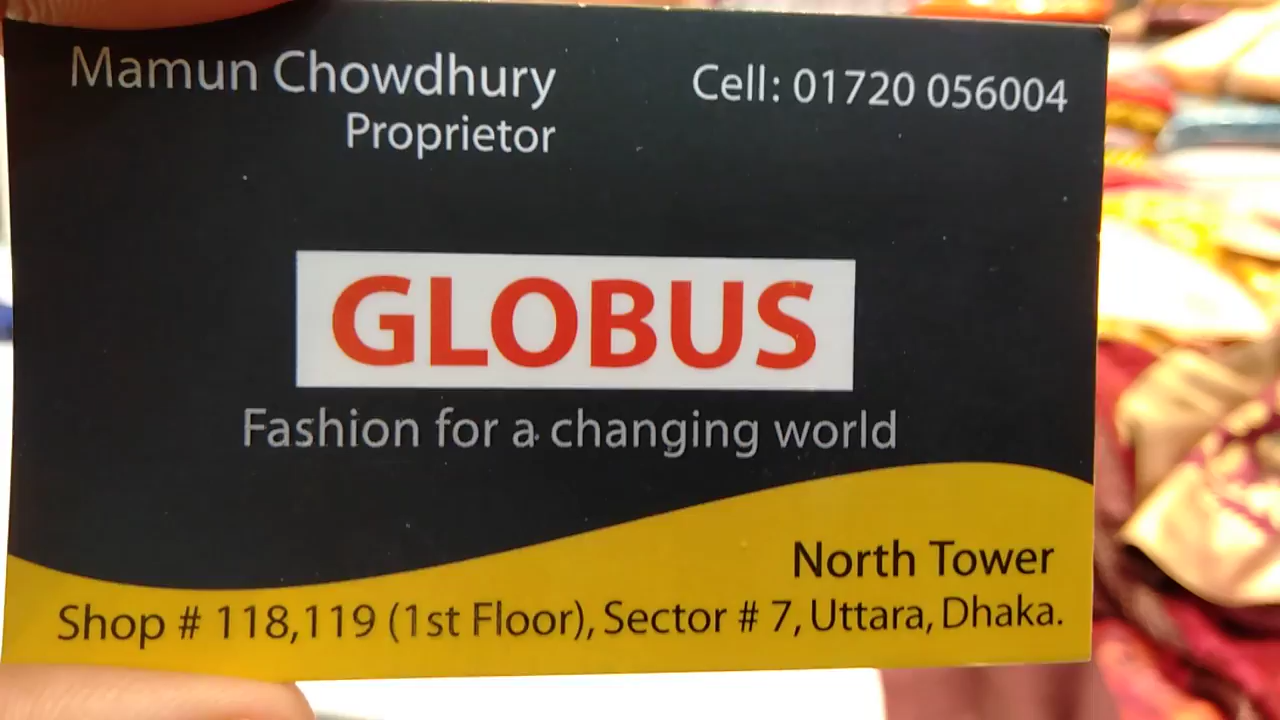 Mamun Chowdhury
Proprietor
Cell: 01720 056004
GLOBUS
Fashion for a changing world
North Tower
Shop # 118,119 (1st Floor), Sector # 7, Uttara, Dhaka.